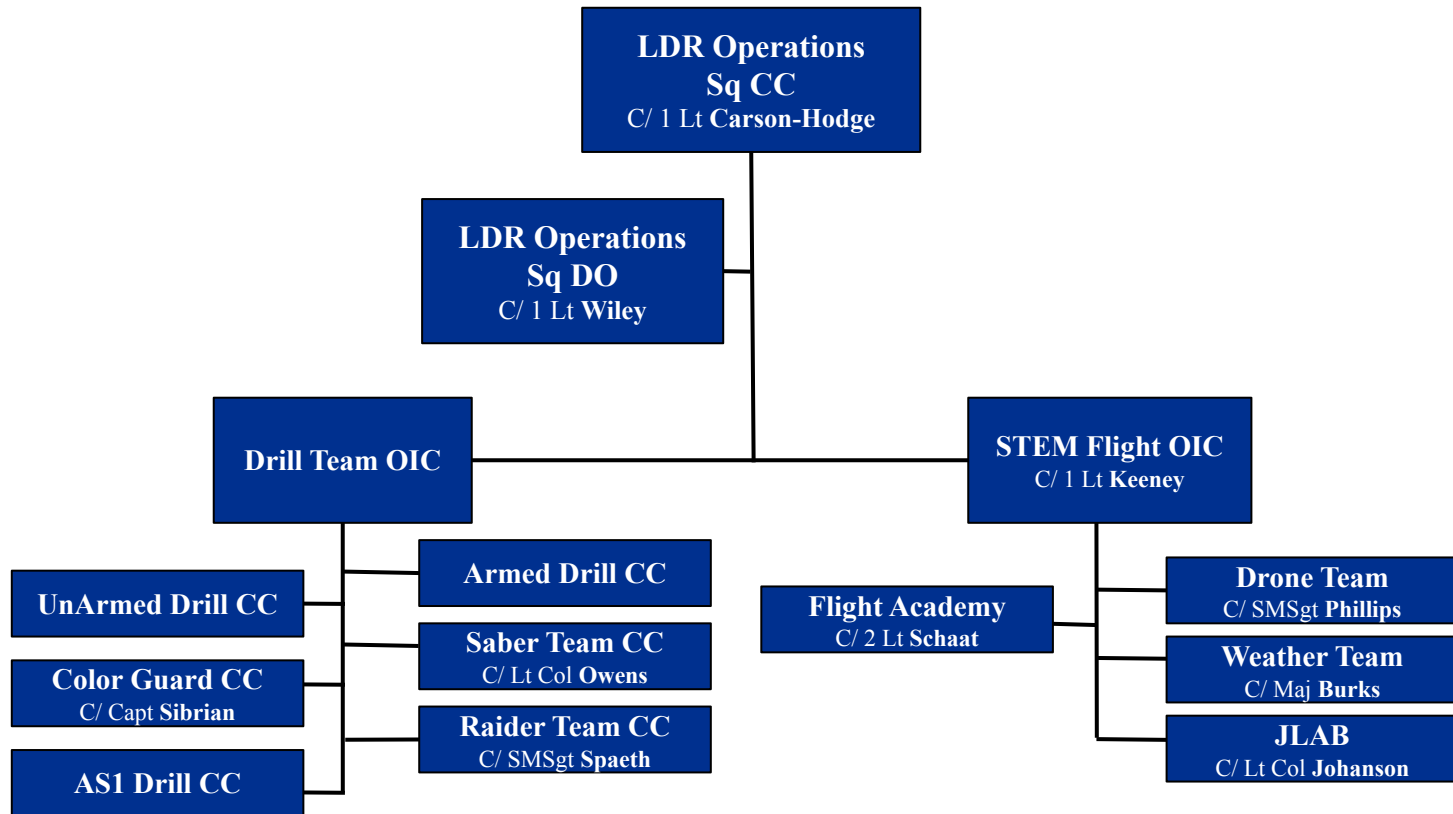 LDR Operations
Sq CC
C/ 1 Lt Carson-Hodge
LDR Operations
Sq DO
C/ 1 Lt Wiley
Drill Team OIC
STEM Flight OIC
C/ 1 Lt Keeney
UnArmed Drill CC
Armed Drill CC
Color Guard CC
C/ Capt Sibrian
Saber Team CC
C/ Lt Col Owens
AS1 Drill CC
Raider Team CC
C/ SMSgt Spaeth
Flight Academy
C/ 2 Lt Schaat
Drone Team
C/ SMSgt Phillips
Weather Team
C/ Maj Burks
JLAB
C/ Lt Col Johanson